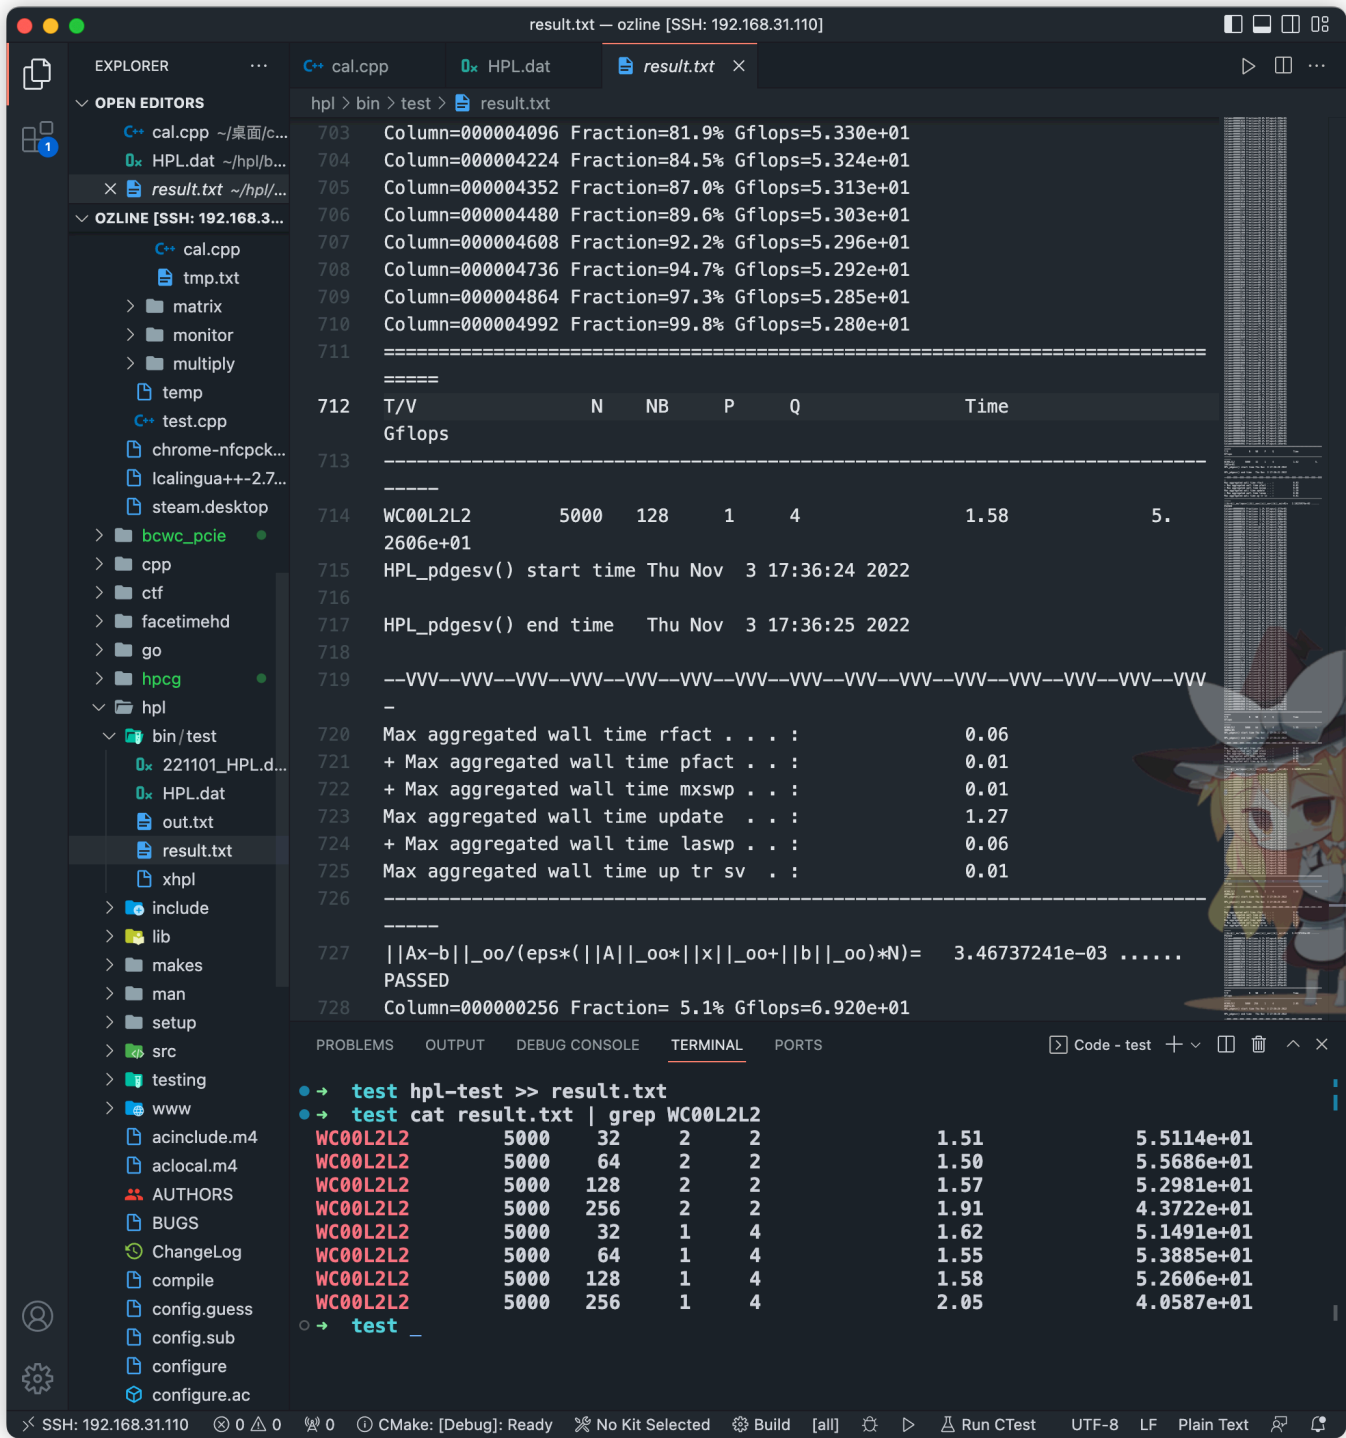 result.txt — ozline [SSH: 192.168.31.110]
EXPLORER
cal.cpp
HPL.dat
result.txt
OPEN EDITORS
hpl > bin > test > result.txt
cal.cpp ~/桌面/c...
HPL.dat ~/hpl/b...
result.txt ~/hpl/...
OZLINE [SSH: 192.168.3...
cal.cpp
tmp.txt
matrix
monitor
multiply
temp
test.cpp
chrome-nfcpck...
Icalingua++-2.7...
steam.desktop
bcwc_pcie
cpp
ctf
facetimehd
go
hpcg
hpl
bin/test
221101_HPL.d...
HPL.dat
out.txt
result.txt
xhpl
include
lib
makes
man
setup
src
testing
www
acinclude.m4
aclocal.m4
AUTHORS
BUGS
ChangeLog
compile
config.guess
config.sub
configure
configure.ac
1
703 Column=000004096 Fraction=81.9% Gflops=5.330e+01
704 Column=000004224 Fraction=84.5% Gflops=5.324e+01
705 Column=000004352 Fraction=87.0% Gflops=5.313e+01
706 Column=000004480 Fraction=89.6% Gflops=5.303e+01
707 Column=000004608 Fraction=92.2% Gflops=5.296e+01
708 Column=000004736 Fraction=94.7% Gflops=5.292e+01
709 Column=000004864 Fraction=97.3% Gflops=5.285e+01
710 Column=000004992 Fraction=99.8% Gflops=5.280e+01
711 ===========================================================================
=====
712 T/V N NB P Q Time
Gflops
713 ---------------------------------------------------------------------------
-----
714 WC00L2L2 5000 128 1 4 1.58 5.
2606e+01
715 HPL_pdgesv() start time Thu Nov  3 17:36:24 2022
716
717 HPL_pdgesv() end time   Thu Nov  3 17:36:25 2022
718
719 --VVV--VVV--VVV--VVV--VVV--VVV--VVV--VVV--VVV--VVV--VVV--VVV--VVV--VVV--VVV
-
720 Max aggregated wall time rfact . . . : 0.06
721 + Max aggregated wall time pfact . . : 0.01
722 + Max aggregated wall time mxswp . . : 0.01
723 Max aggregated wall time update  . . : 1.27
724 + Max aggregated wall time laswp . . : 0.06
725 Max aggregated wall time up tr sv  . : 0.01
726 ---------------------------------------------------------------------------
-----
727 ||Ax-b||_oo/(eps*(||A||_oo*||x||_oo+||b||_oo)*N)=   3.46737241e-03 ......
PASSED
728 Column=000000256 Fraction= 5.1% Gflops=6.920e+01
PROBLEMS OUTPUT DEBUG CONSOLE TERMINAL PORTS Code - test
→ test hpl-test >> result.txt
→ test cat result.txt | grep WC00L2L2
WC00L2L2 5000 32 2 2 1.51 5.5114e+01
WC00L2L2 5000 64 2 2 1.50 5.5686e+01
WC00L2L2 5000 128 2 2 1.57 5.2981e+01
WC00L2L2 5000 256 2 2 1.91 4.3722e+01
WC00L2L2 5000 32 1 4 1.62 5.1491e+01
WC00L2L2 5000 64 1 4 1.55 5.3885e+01
WC00L2L2 5000 128 1 4 1.58 5.2606e+01
WC00L2L2 5000 256 1 4 2.05 4.0587e+01
→ test _
SSH: 192.168.31.110 0 0 0 CMake: [Debug]: Ready No Kit Selected Build [all] Run CTest UTF-8 LF Plain Text